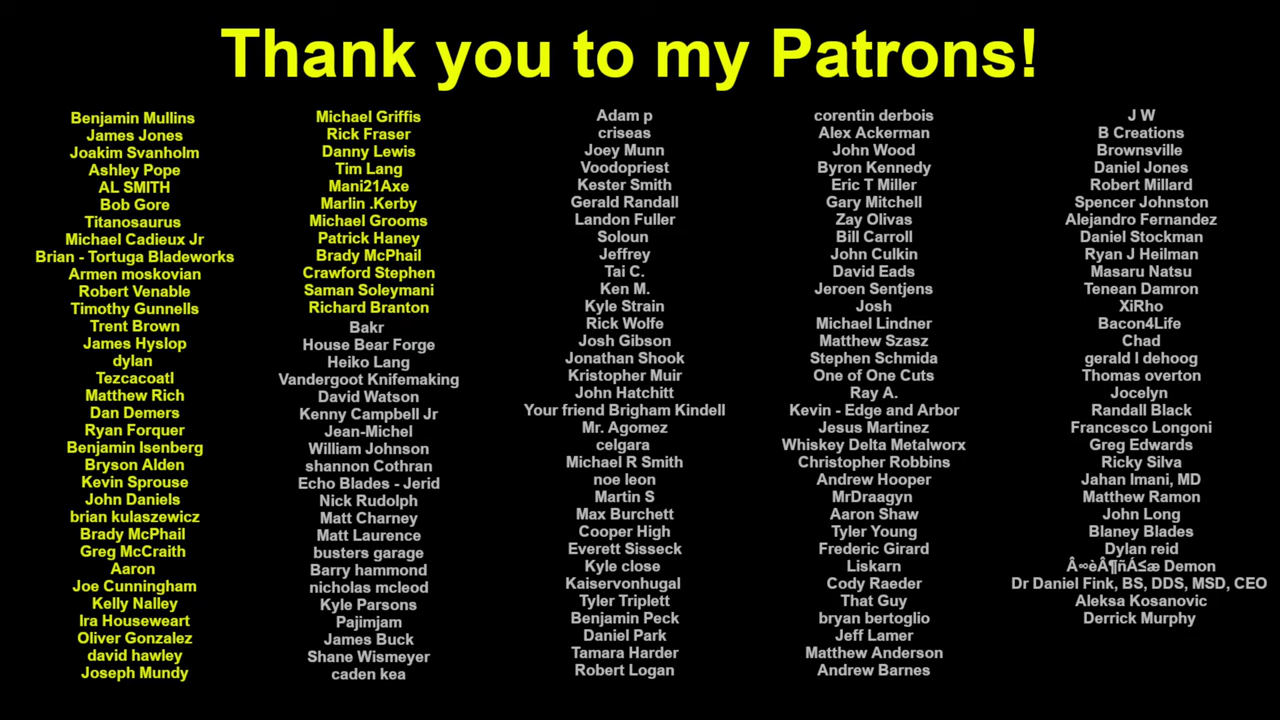 Thank you to my Patrons!
Benjamin Mullins
James Jones
Joakim Svanholm
Ashley Pope
AL SMITH
Bob Gore
Titanosaurus
Michael Cadieux Jr
Brian - Tortuga Bladeworks
Armen moskovian
Robert Venable
Timothy Gunnells
Trent Brown
James Hyslop
dylan
Tezcacoatl
Matthew Rich
Dan Demers
Ryan Forquer
Benjamin Isenberg
Bryson Alden
Kevin Sprouse
John Daniels
brian kulaszewicz
Brady McPhail
Greg McCraith
Aaron
Joe Cunningham
Kelly Nalley
Ira Houseweart
Oliver Gonzalez
david hawley
Joseph Mundy
Michael Griffis
Rick Fraser
Danny Lewis
Tim Lang
Mani21Axe
Marlin .Kerby
Michael Grooms
Patrick Haney
Brady McPhail
Crawford Stephen
Saman Soleymani
Richard Branton
Bakr
House Bear Forge
Heiko Lang
Vandergoot Knifemaking
David Watson
Kenny Campbell Jr
Jean-Michel
William Johnson
shannon Cothran
Echo Blades - Jerid
Nick Rudolph
Matt Charney
Matt Laurence
busters garage
Barry hammond
nicholas mcleod
Kyle Parsons
Pajimjam
James Buck
Shane Wismeyer
caden kea
Adam p
criseas
Joey Munn
Voodopriest
Kester Smith
Gerald Randall
Landon Fuller
Soloun
Jeffrey
Tai C.
Ken M.
Kyle Strain
Rick Wolfe
Josh Gibson
Jonathan Shook
Kristopher Muir
John Hatchitt
Your friend Brigham Kindell
Mr. Agomez
celgara
Michael R Smith
noe leon
Martin S
Max Burchett
Cooper High
Everett Sisseck
Kyle close
Kaiservonhugal
Tyler Triplett
Benjamin Peck
Daniel Park
Tamara Harder
Robert Logan
corentin derbois
Alex Ackerman
John Wood
Byron Kennedy
Eric T Miller
Gary Mitchell
Zay Olivas
Bill Carroll
John Culkin
David Eads
Jeroen Sentjens
Josh
Michael Lindner
Matthew Szasz
Stephen Schmida
One of One Cuts
Ray A.
Kevin - Edge and Arbor
Jesus Martinez
Whiskey Delta Metalworx
Christopher Robbins
Andrew Hooper
MrDraagyn
Aaron Shaw
Tyler Young
Frederic Girard
Liskarn
Cody Raeder
That Guy
bryan bertoglio
Jeff Lamer
Matthew Anderson
Andrew Barnes
J W
B Creations
Brownsville
Daniel Jones
Robert Millard
Spencer Johnston
Alejandro Fernandez
Daniel Stockman
Ryan J Heilman
Masaru Natsu
Tenean Damron
XiRho
Bacon4Life
Chad
gerald l dehoog
Thomas overton
Jocelyn
Randall Black
Francesco Longoni
Greg Edwards
Ricky Silva
Jahan Imani, MD
Matthew Ramon
John Long
Blaney Blades
Dylan reid
Â∞èÂ¶ñÁ≤æ Demon
Dr Daniel Fink, BS, DDS, MSD, CEO
Aleksa Kosanovic
Derrick Murphy